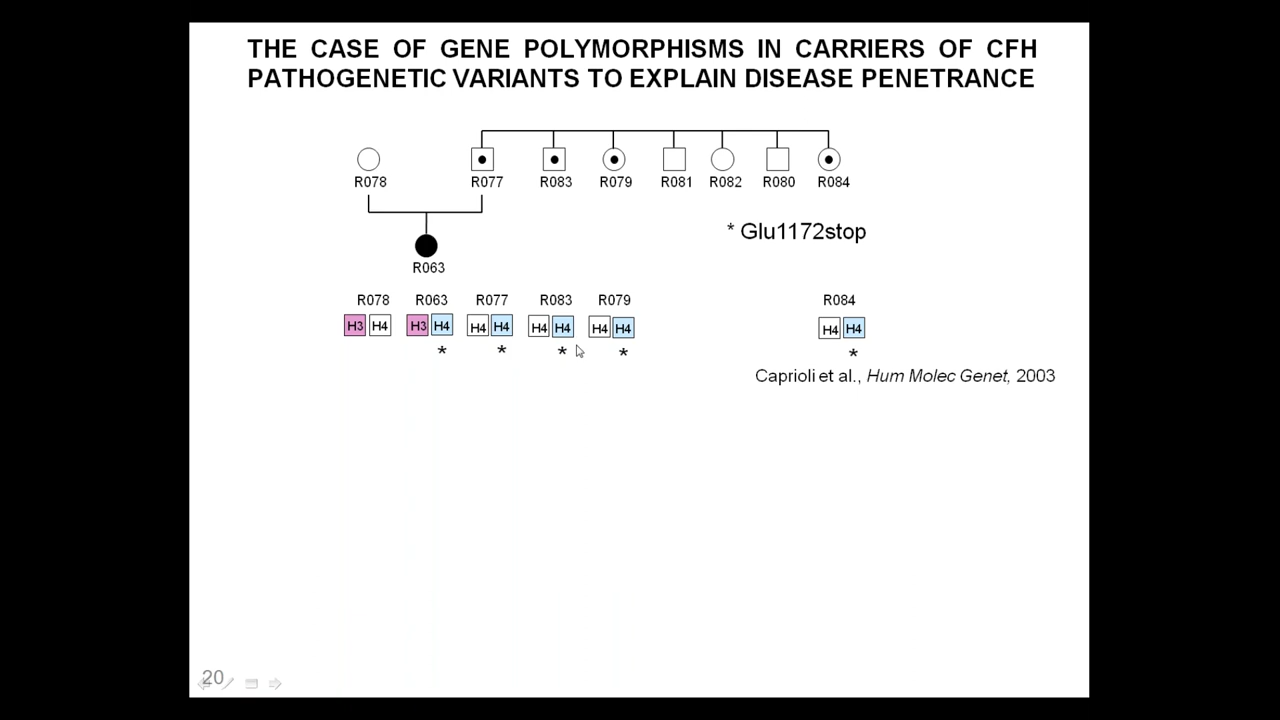 THE CASE OF GENE POLYMORPHISMS IN CARRIERS OF CFH
PATHOGENETIC VARIANTS TO EXPLAIN DISEASE PENETRANCE
R078 R077 R083 R079 R081 R082 R080 R084
* Glu1172stop
R063
R078 R063 R077 R083 R079 R084
H3 H4 H3 H4 H4 H4 H4 H4 H4 H4 H4 H4
* * * * *
Caprioli et al., Hum Molec Genet, 2003
20